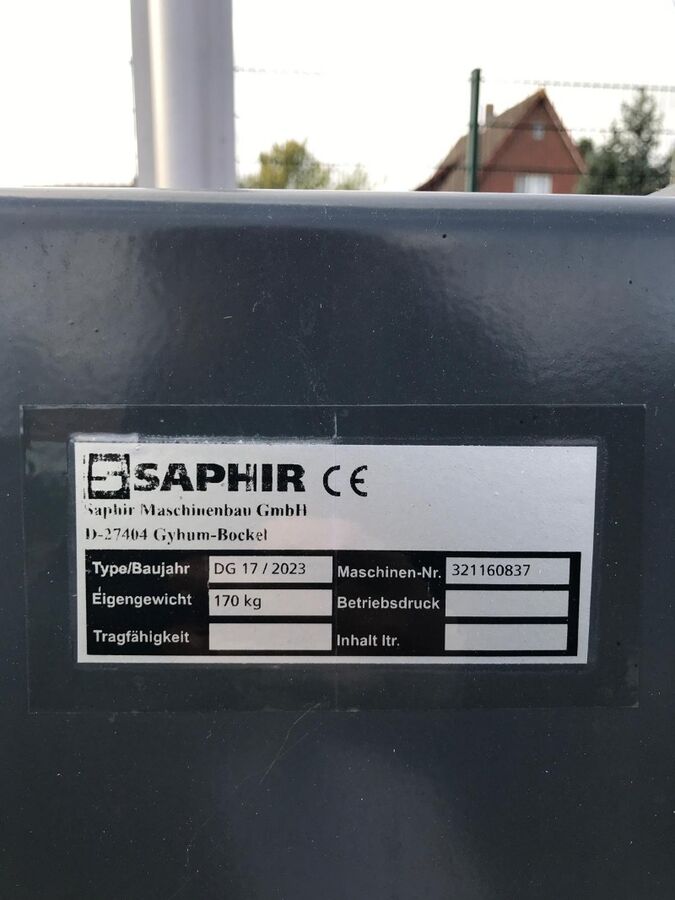 SAPHIR CE
Saphir Maschinenbau GmbH
D-27404 Gyhum-Bockel
Type/Baujahr DG 17 / 2023 Maschinen-Nr. 321160837
Eigengewicht 170 kg Betriebsdruck
Tragfähigkeit Inhalt ltr.